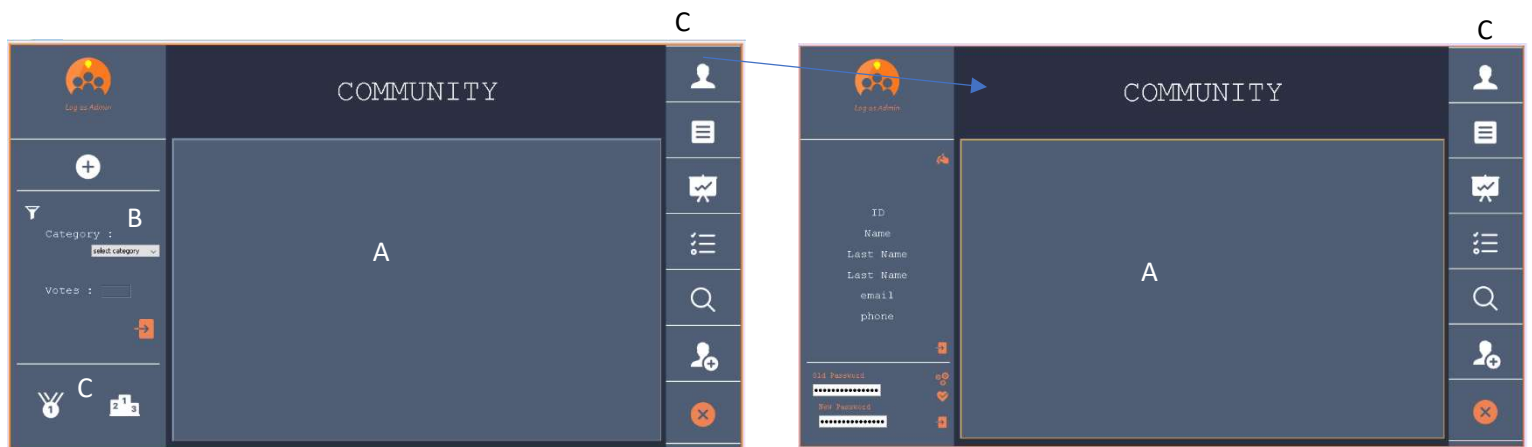 C
C
Log as Admin
COMMUNITY
B
Category :
select category
Votes :
A
C
1
2 1 3
Log as Admin
COMMUNITY
ID
Name
Last Name
Last Name
email
phone
A
Old Password
New Password